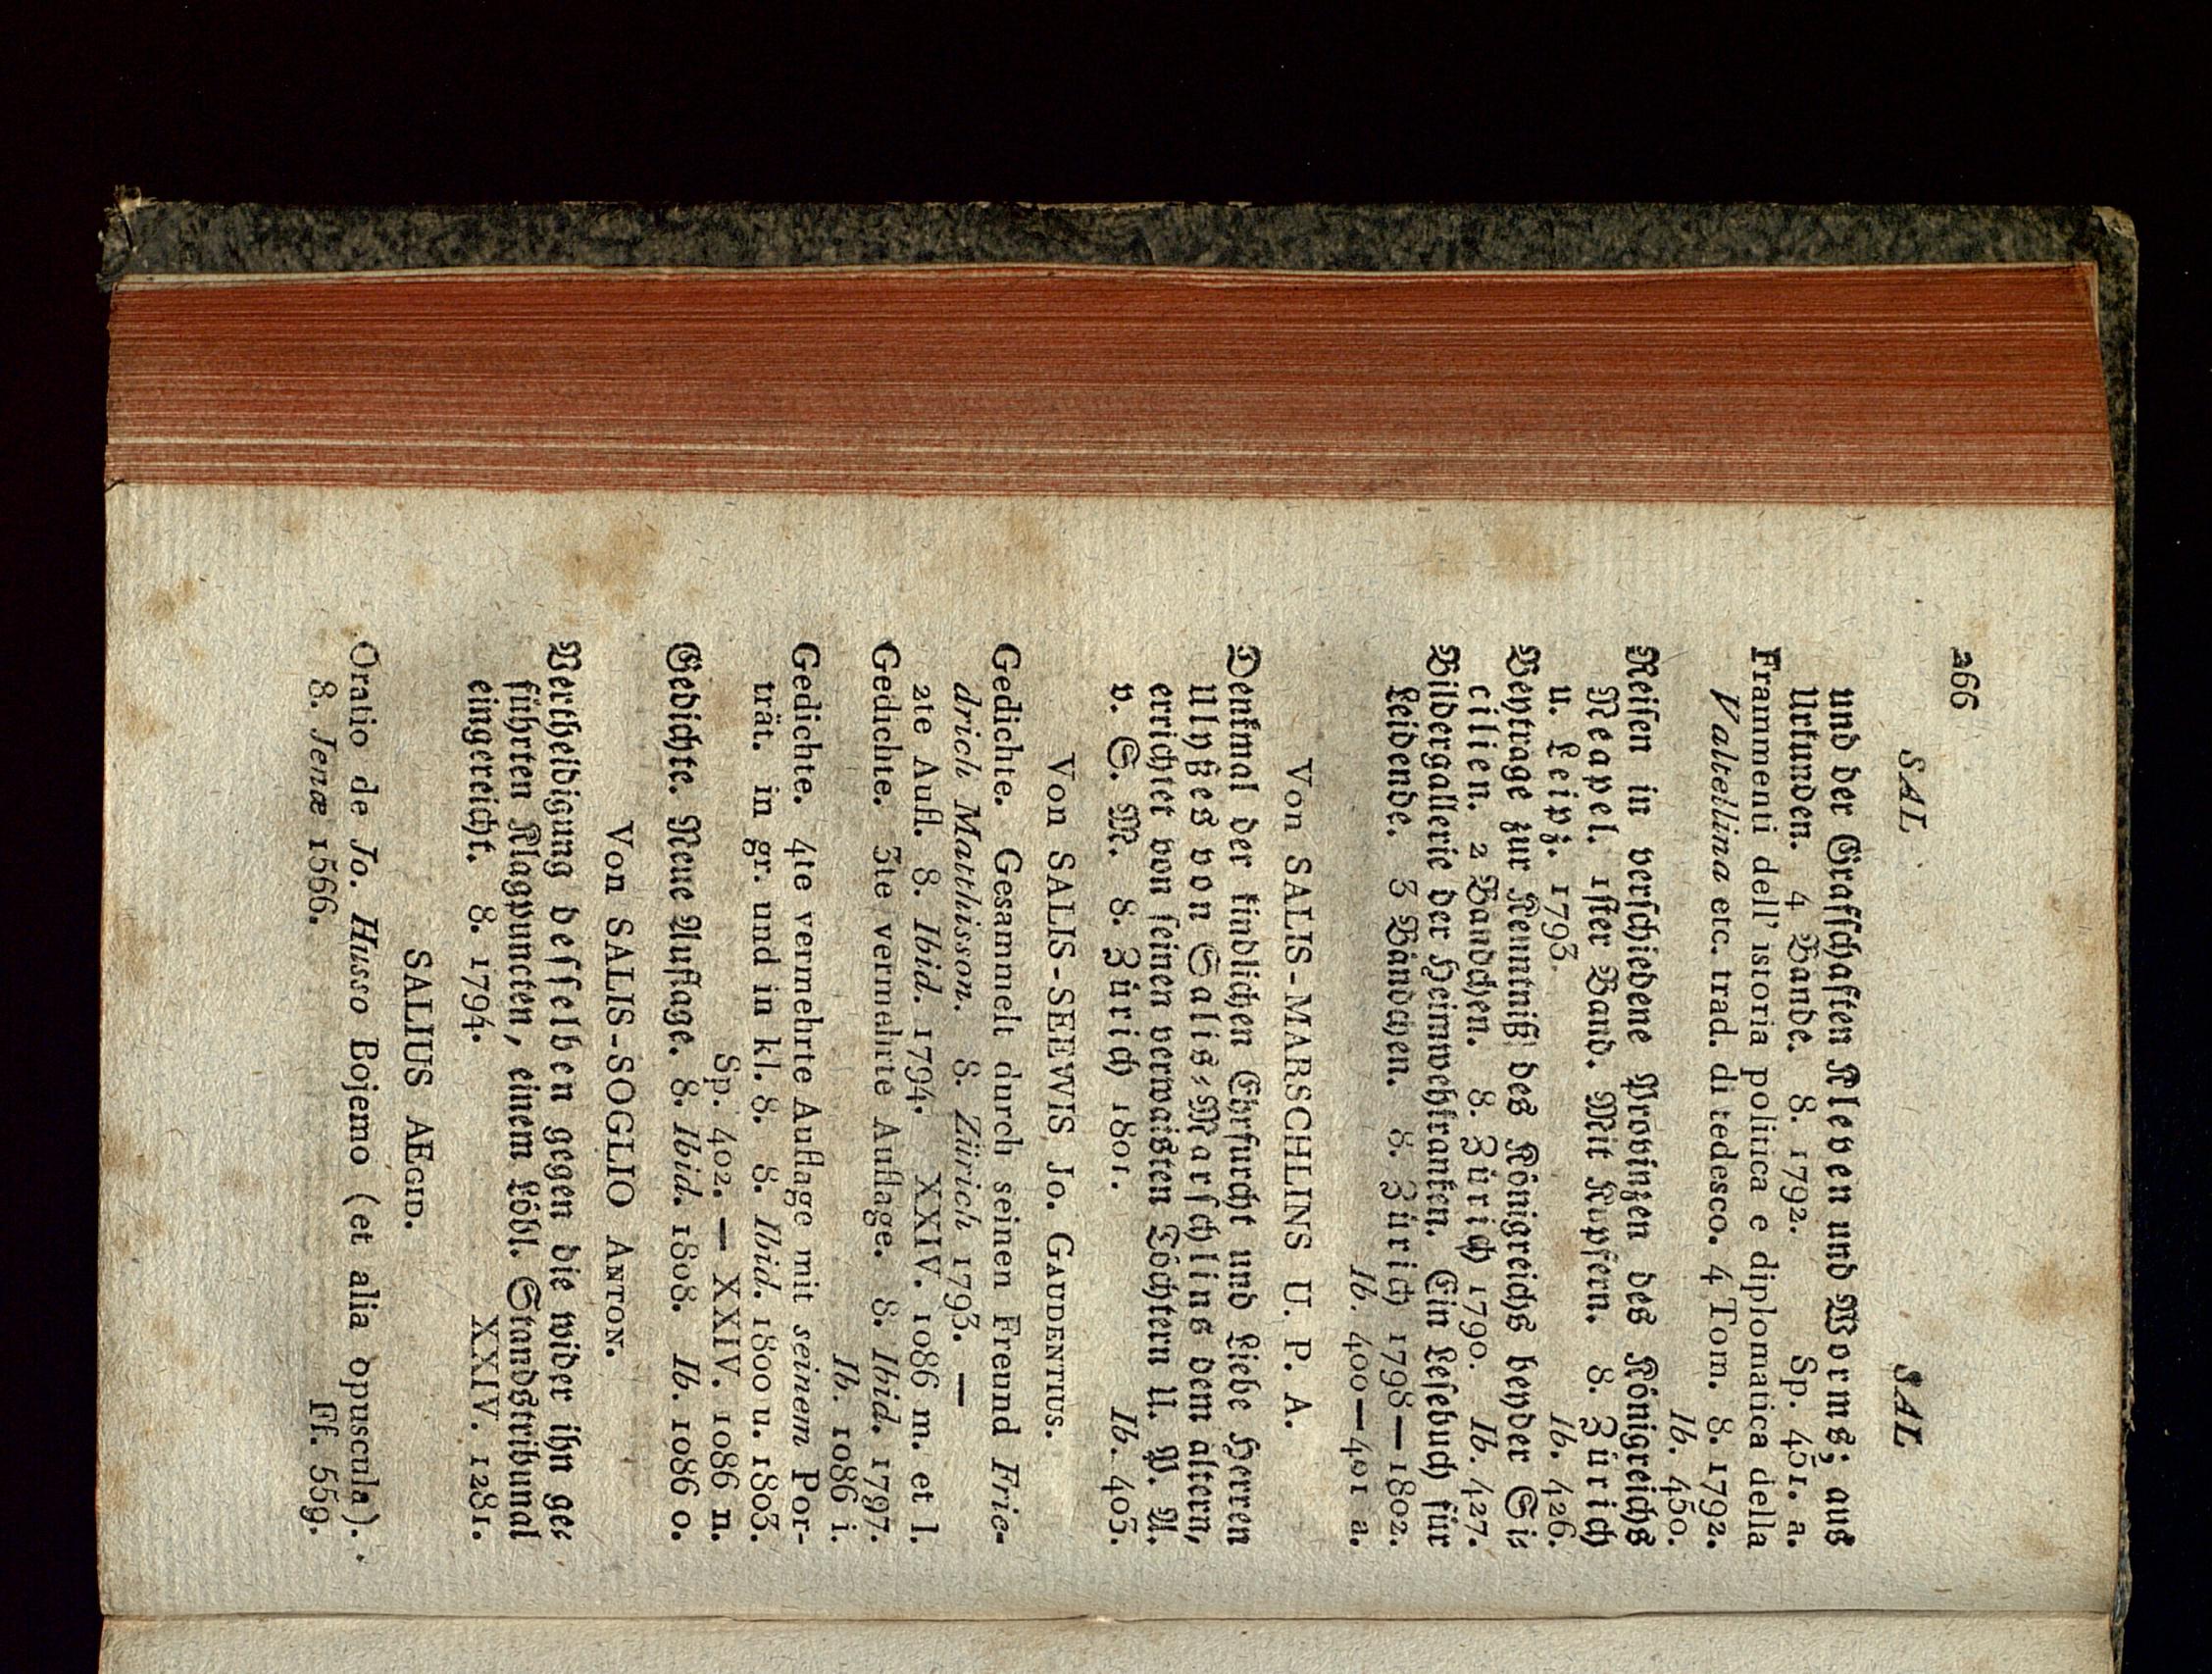 266
SAL SAL
und der Grafschaften Kleven und Worms; aus
Urkunden. 4 Bände. 8. 1792. Sp. 451. a.
Frammenti dell' istoria politica e diplomatica della
Valtellina etc. trad. di tedesco. 4 Tom. 8. 1792.
Ib. 450.
Reisen in verschiedene Provinzen des Königreichs
Neapel. 1ster Band. Mit Kupfern. 8. Zürich
u. Leipz. 1793. Ib. 426.
Beyträge zur Kenntniß des Königreichs beyder Si-
cilien. 2 Bändchen. 8. Zürich 1790. Ib. 427.
Bildergallerie der Heimwehkranken. Ein Lesebuch für
Leidende. 3 Bändchen. 8. Zürich 1798—1802.
Ib. 400—401 a.
Von SALIS-MARSCHLINS U. P. A.
Denkmal der kindlichen Ehrfurcht und Liebe Herren
Ulyßes von Salis-Marschlins dem ältern,
errichtet von seinen verwaisten Töchtern U. P. A.
v. S. M. 8. Zürich 1801. Ib. 403.
Von SALIS-SEEWIS Jo. GAUDENTIUS.
Gedichte. Gesammelt durch seinen Freund Frie-
drich Matthisson. 8. Zürich 1793. —
2te Aufl. 8. Ibid. 1794. XXIV. 1086 m. et l.
Gedichte. 3te vermehrte Auflage. 8. Ibid. 1797.
Ib. 1086 i.
Gedichte. 4te vermehrte Auflage mit seinem Por-
trät. in gr. und in kl. 8. 8. Ibid. 1800 u. 1803.
Sp. 402. — XXIV. 1086 n.
Gedichte. Neue Auflage. 8. Ibid. 1808. Ib. 1086 o.
Von SALIS-SOGLIO ANTON.
Vertheidigung desselben gegen die wider ihn ge-
führten Klagpuncten, einem Löbl. Standstribunal
eingereicht. 8. 1794. XXIV. 1281.
SALIUS AEGID.
Oratio de Jo. Husso Bojemo (et alia opuscula).
8. Jenæ 1566. Ff. 559.